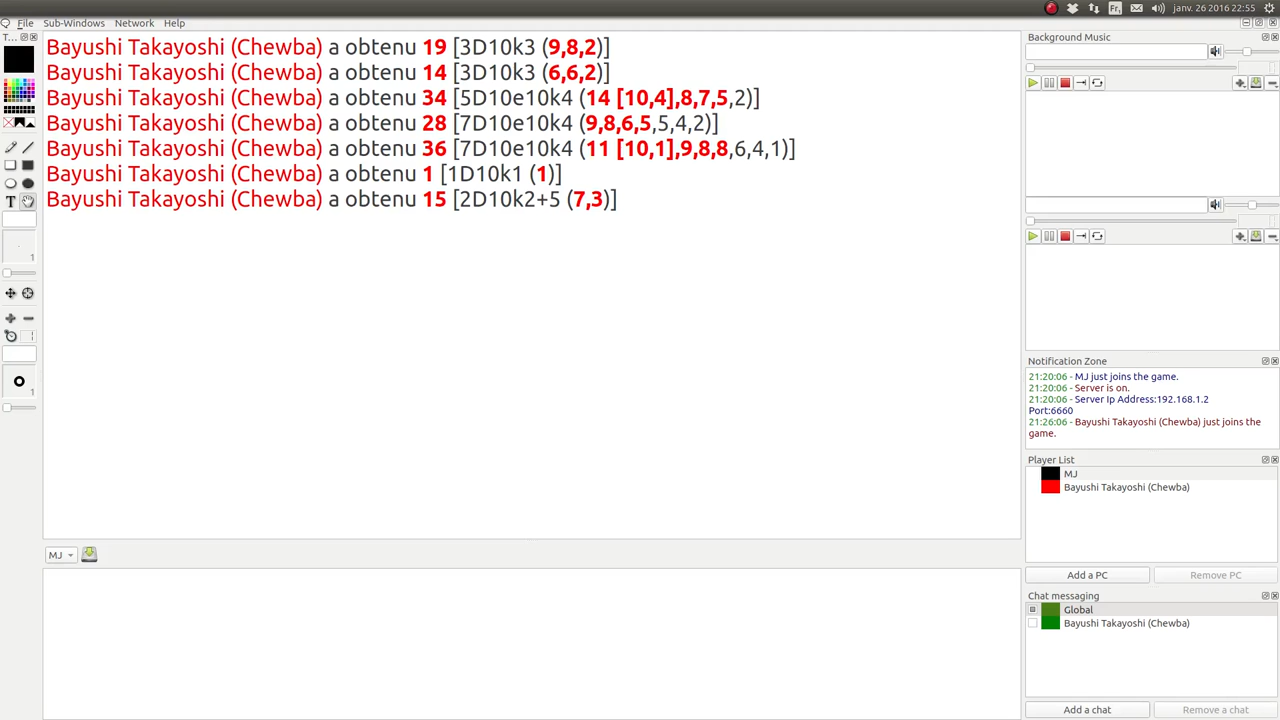 Fr₁ janv. 26 2016 22:55
File Sub-Windows Network Help
T...
Bayushi Takayoshi (Chewba) a obtenu 19 [3D10k3 (9,8,2)]
Bayushi Takayoshi (Chewba) a obtenu 14 [3D10k3 (6,6,2)]
Bayushi Takayoshi (Chewba) a obtenu 34 [5D10e10k4 (14 [10,4],8,7,5,2)]
Bayushi Takayoshi (Chewba) a obtenu 28 [7D10e10k4 (9,8,6,5,5,4,2)]
Bayushi Takayoshi (Chewba) a obtenu 36 [7D10e10k4 (11 [10,1],9,8,8,6,4,1)]
Bayushi Takayoshi (Chewba) a obtenu 1 [1D10k1 (1)]
Bayushi Takayoshi (Chewba) a obtenu 15 [2D10k2+5 (7,3)]
T
1
1
MJ
Background Music
Notification Zone
21:20:06 - MJ just joins the game.
21:20:06 - Server is on.
21:20:06 - Server Ip Address:192.168.1.2
Port:6660
21:26:06 - Bayushi Takayoshi (Chewba) just joins the
game.
Player List
MJ
Bayushi Takayoshi (Chewba)
Add a PC Remove PC
Chat messaging
Global
Bayushi Takayoshi (Chewba)
Add a chat Remove a chat